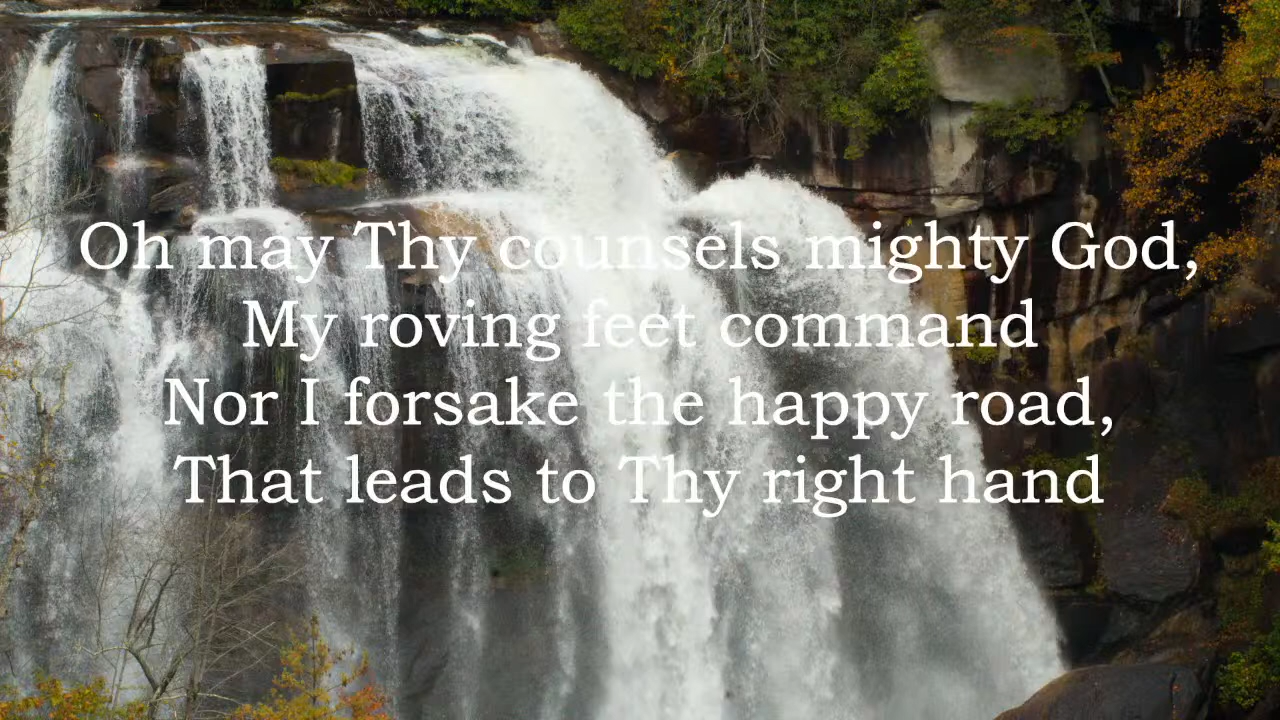 Oh may Thy counsels mighty God,
My roving feet command
Nor I forsake the happy road,
That leads to Thy right hand